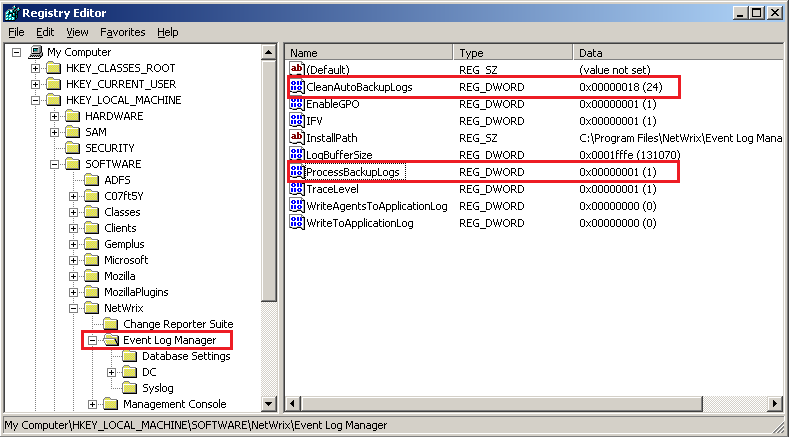 Registry Editor
File Edit View Favorites Help
My Computer
HKEY_CLASSES_ROOT
HKEY_CURRENT_USER
HKEY_LOCAL_MACHINE
HARDWARE
SAM
SECURITY
SOFTWARE
ADFS
C07ft5Y
Classes
Clients
Gemplus
Microsoft
Mozilla
MozillaPlugins
NetWrix
Change Reporter Suite
Event Log Manager
Database Settings
DC
Syslog
Management Console
Name Type Data
(Default) REG_SZ (value not set)
CleanAutoBackupLogs REG_DWORD 0x00000018 (24)
EnableGPO REG_DWORD 0x00000001 (1)
IFV REG_DWORD 0x00000001 (1)
InstallPath REG_SZ C:\Program Files\NetWrix\Event Log Mana
LogBufferSize REG_DWORD 0x0001fffe (131070)
ProcessBackupLogs REG_DWORD 0x00000001 (1)
TraceLevel REG_DWORD 0x00000001 (1)
WriteAgentsToApplicationLog REG_DWORD 0x00000000 (0)
WriteToApplicationLog REG_DWORD 0x00000000 (0)
My Computer\HKEY_LOCAL_MACHINE\SOFTWARE\NetWrix\Event Log Manager